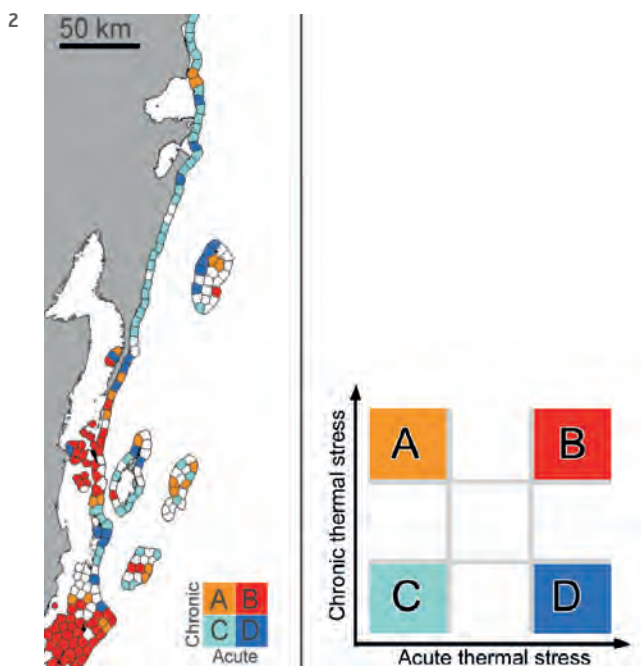 2
50 km
Chronic
A B
C D
Acute
Chronic thermal stress
A B
C D
Acute thermal stress